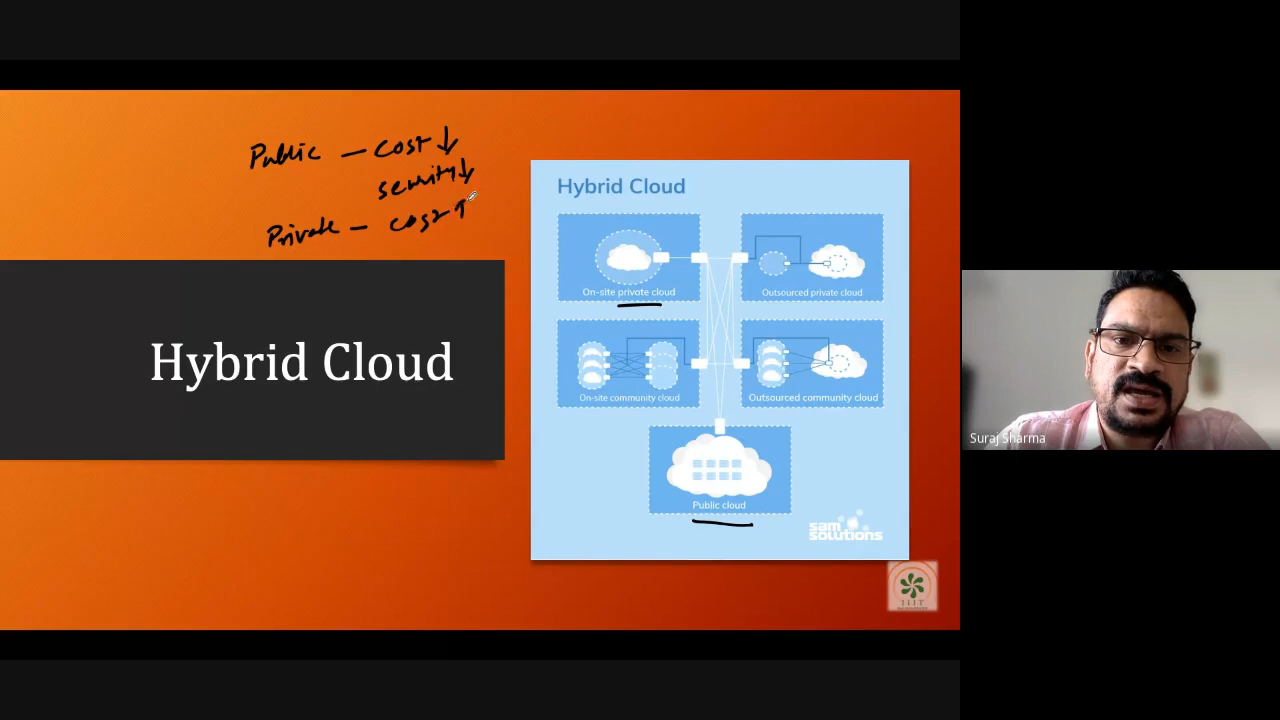 Public - Cost ↓
security ↓
Private - cost ↑
Hybrid Cloud
Hybrid Cloud
On-site private cloud
Outsourced private cloud
On-site community cloud
Outsourced community cloud
Public cloud
sam
solutions
IIIT
Suraj Sharma